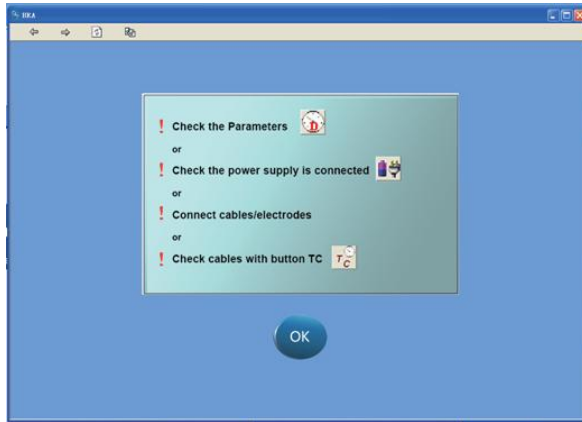 Check the Parameters D
or
Check the power supply is connected
or
Connect cables/electrodes
or
Check cables with button TC TC
OK